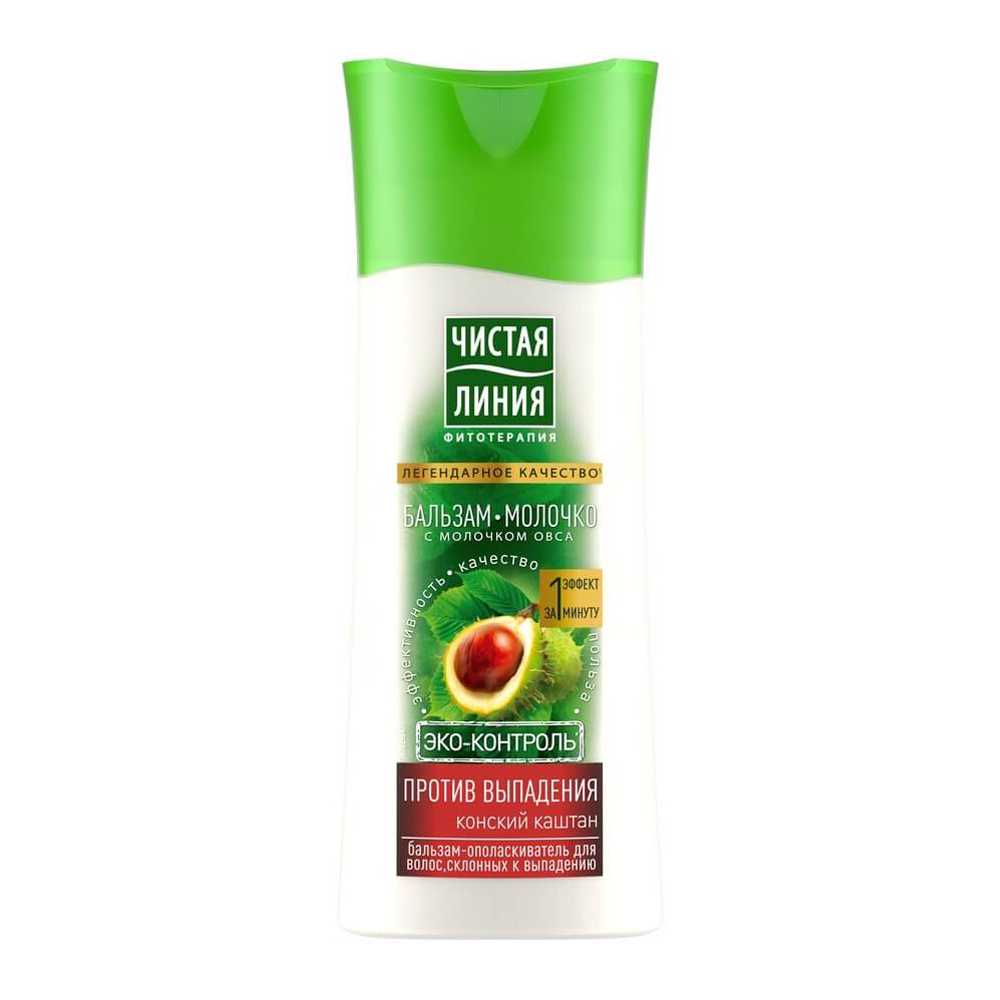 ЧИСТАЯ
ЛИНИЯ
ФИТОТЕРАПИЯ
ЛЕГЕНДАРНОЕ КАЧЕСТВО
БАЛЬЗАМ • МОЛОЧКО
С МОЛОЧКОМ ОВСА
• эффективность • качество • польза •
1 ЭФФЕКТ
ЗА МИНУТУ
ЭКО-КОНТРОЛЬ
ПРОТИВ ВЫПАДЕНИЯ
КОНСКИЙ КАШТАН
бальзам-ополаскиватель для
волос,склонных к выпадению